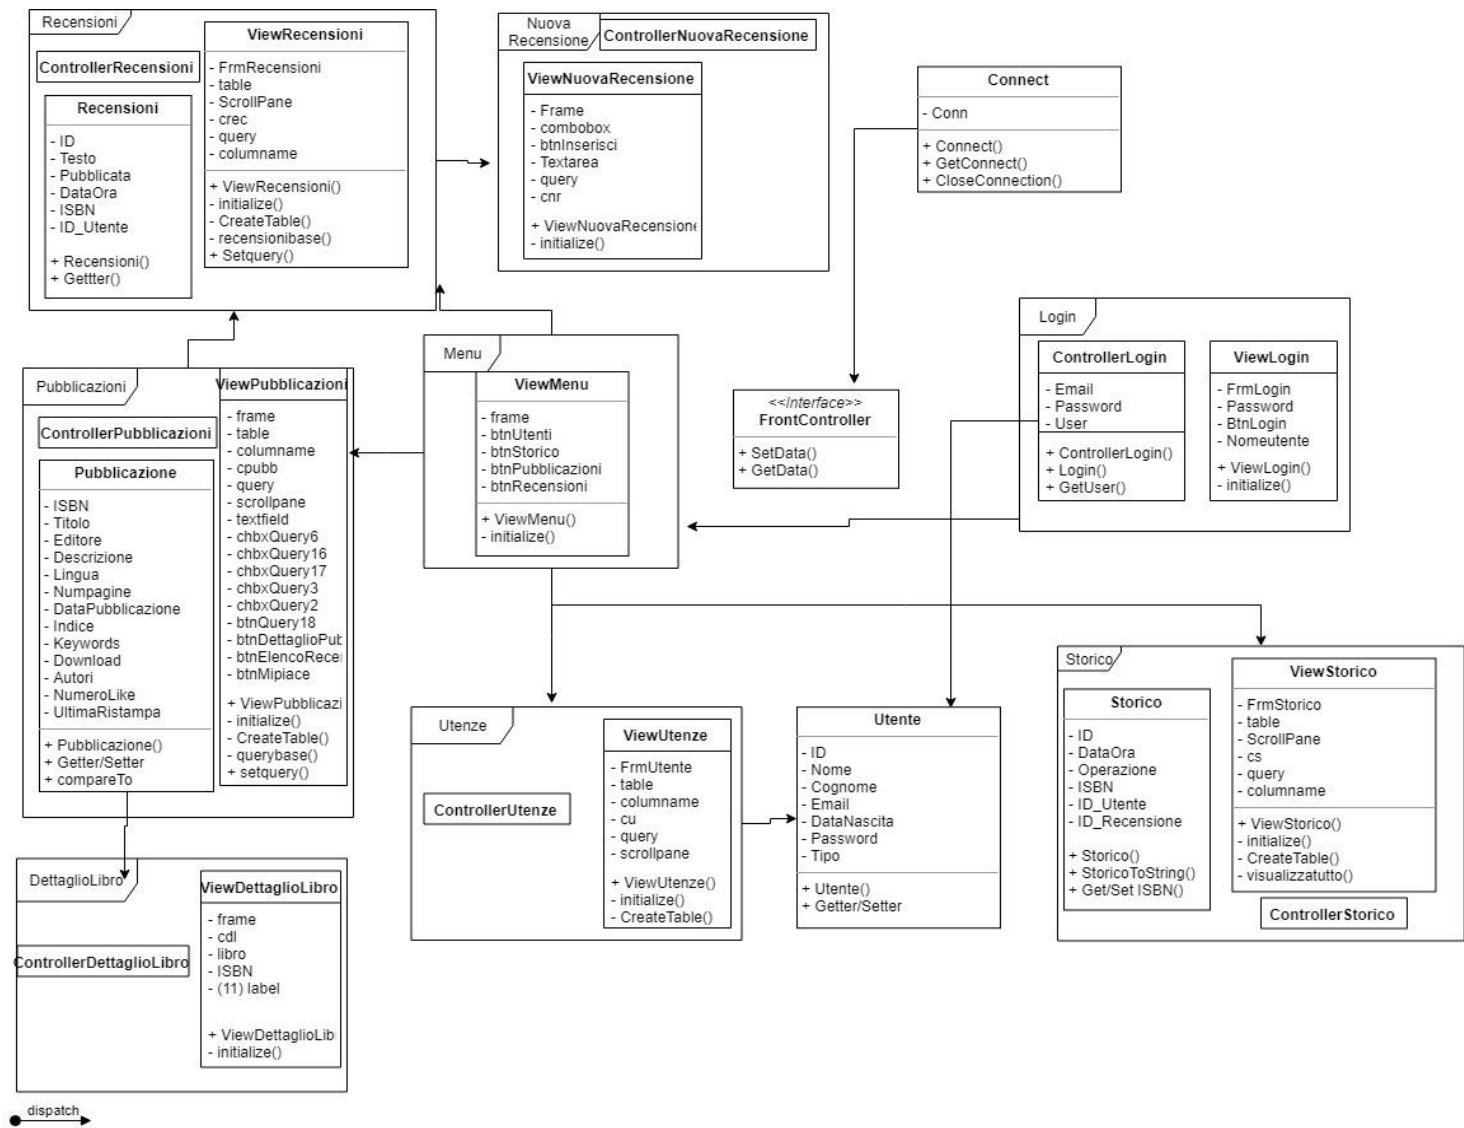 Recensioni
ControllerRecensioni
Recensioni
- ID
- Testo
- Pubblicata
- DataOra
- ISBN
- ID_Utente
+ Recensioni()
+ Gettter()
ViewRecensioni
- FrmRecensioni
- table
- ScrollPane
- crec
- query
- columname
+ ViewRecensioni()
- initialize()
- CreateTable()
- recensionibase()
+ Setquery()
Nuova
Recensione
ControllerNuovaRecensione
ViewNuovaRecensione
- Frame
- combobox
- btnInserisci
- Textarea
- query
- cnr
+ ViewNuovaRecensione
- initialize()
Connect
- Conn
+ Connect()
+ GetConnect()
+ CloseConnection()
Pubblicazioni
ControllerPubblicazioni
Pubblicazione
- ISBN
- Titolo
- Editore
- Descrizione
- Lingua
- Numpagine
- DataPubblicazione
- Indice
- Keywords
- Download
- Autori
- NumeroLike
- UltimaRistampa
+ Pubblicazione()
+ Getter/Setter
+ compareTo
ViewPubblicazioni
- frame
- table
- columname
- cpubb
- query
- scrollpane
- textfield
- chbxQuery6
- chbxQuery16
- chbxQuery17
- chbxQuery3
- chbxQuery2
- btnQuery18
- btnDettaglioPub
- btnElencoRece
- btnMipiace
+ ViewPubblicazi
- initialize()
- CreateTable()
- querybase()
+ setquery()
Menu
ViewMenu
- frame
- btnUtenti
- btnStorico
- btnPubblicazioni
- btnRecensioni
+ ViewMenu()
- initialize()
<<Interface>>
FrontController
+ SetData()
+ GetData()
Login
ControllerLogin
- Email
- Password
- User
+ ControllerLogin()
+ Login()
+ GetUser()
ViewLogin
- FrmLogin
- Password
- BtnLogin
- Nomeutente
+ ViewLogin()
- initialize()
DettaglioLibro
ControllerDettaglioLibro
ViewDettaglioLibro
- frame
- cdl
- libro
- ISBN
- (11) label
+ ViewDettaglioLib
- initialize()
Utenze
ControllerUtenze
ViewUtenze
- FrmUtente
- table
- columname
- cu
- query
- scrollpane
+ ViewUtenze()
- initialize()
- CreateTable()
Utente
- ID
- Nome
- Cognome
- Email
- DataNascita
- Password
- Tipo
+ Utente()
+ Getter/Setter
Storico
Storico
- ID
- DataOra
- Operazione
- ISBN
- ID_Utente
- ID_Recensione
+ Storico()
+ StoricoToString()
+ Get/Set ISBN()
ViewStorico
- FrmStorico
- table
- ScrollPane
- cs
- query
- columname
+ ViewStorico()
- initialize()
- CreateTable()
- visualizzatutto()
ControllerStorico
dispatch